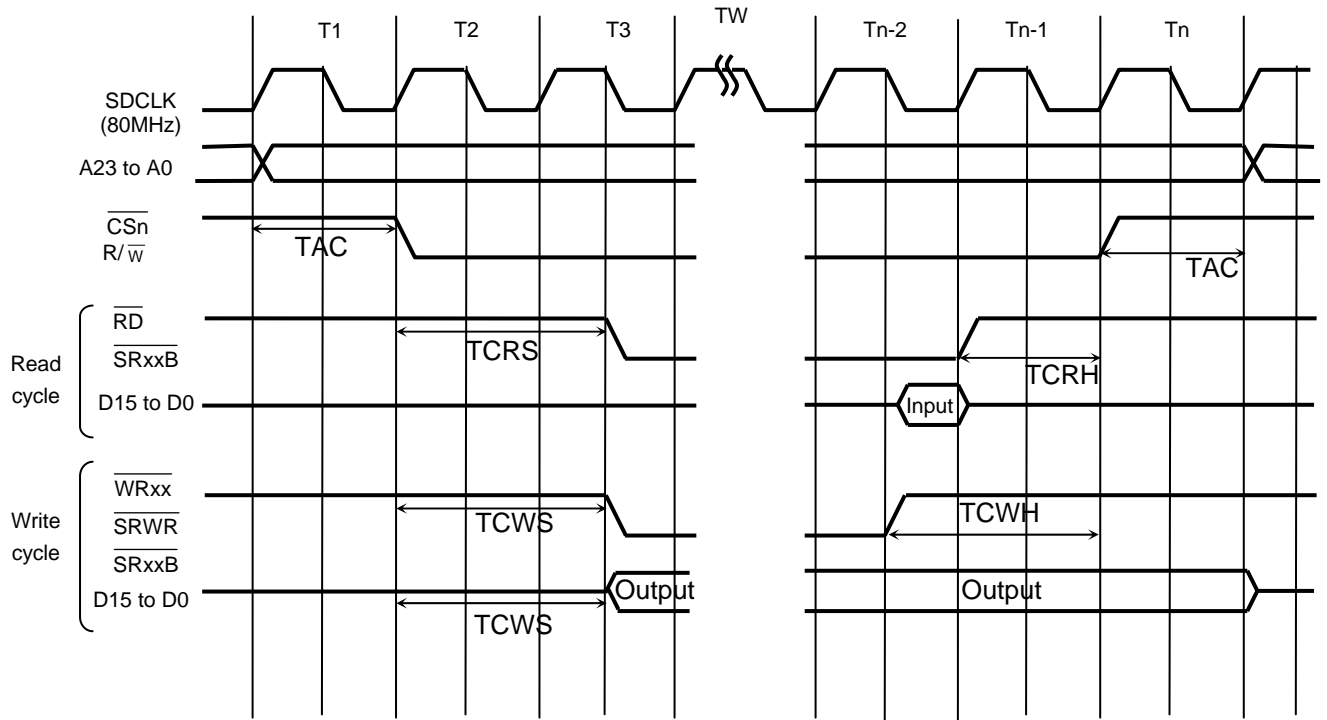 T1 T2 T3 TW Tn-2 Tn-1 Tn
SDCLK
(80MHz)
A23 to A0
CSn
R/W
TAC
TAC
Read
cycle
RD
SRxxB
TCRS
TCRH
D15 to D0
Input
Write
cycle
WRxx
SRWR
SRxxB
TCWS
TCWH
D15 to D0
Output
Output
TCWS